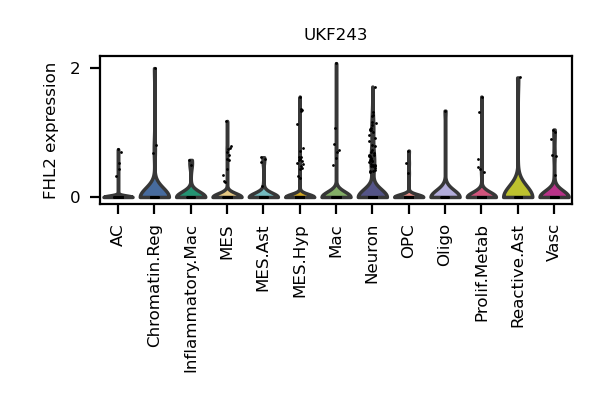 UKF243
FHL2 expression
2
0
AC
Chromatin.Reg
Inflammatory.Mac
MES
MES.Ast
MES.Hyp
Mac
Neuron
OPC
Oligo
Prolif.Metab
Reactive.Ast
Vasc